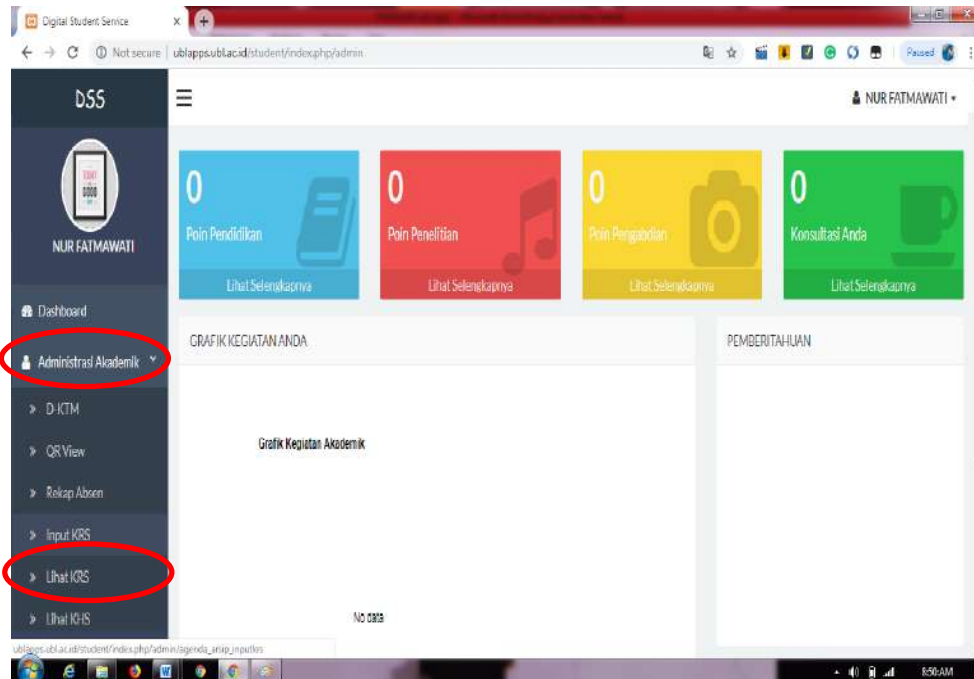 Digital Student Service
Not secure | ublapps.ubl.ac.id/student/index.php/admin
Paused
DSS
NUR FATMAWATI
NUR FATMAWATI
0
Poin Pendidikan
Lihat Selengkapnya
0
Poin Penelitian
Lihat Selengkapnya
0
Poin Pengabdian
Lihat Selengkapnya
0
Konsultasi Anda
Lihat Selengkapnya
Dashboard
Administrasi Akademik
» D-KTM
» QR View
» Rekap Absen
» Input KRS
» Lihat KRS
» Lihat KHS
GRAFIK KEGIATAN ANDA
Grafik Kegiatan Akademik
No data
PEMBERITAHUAN
ublapps.ubl.ac.id/student/index.php/admin/agenda_arsip_inputkrs
8:50:AM